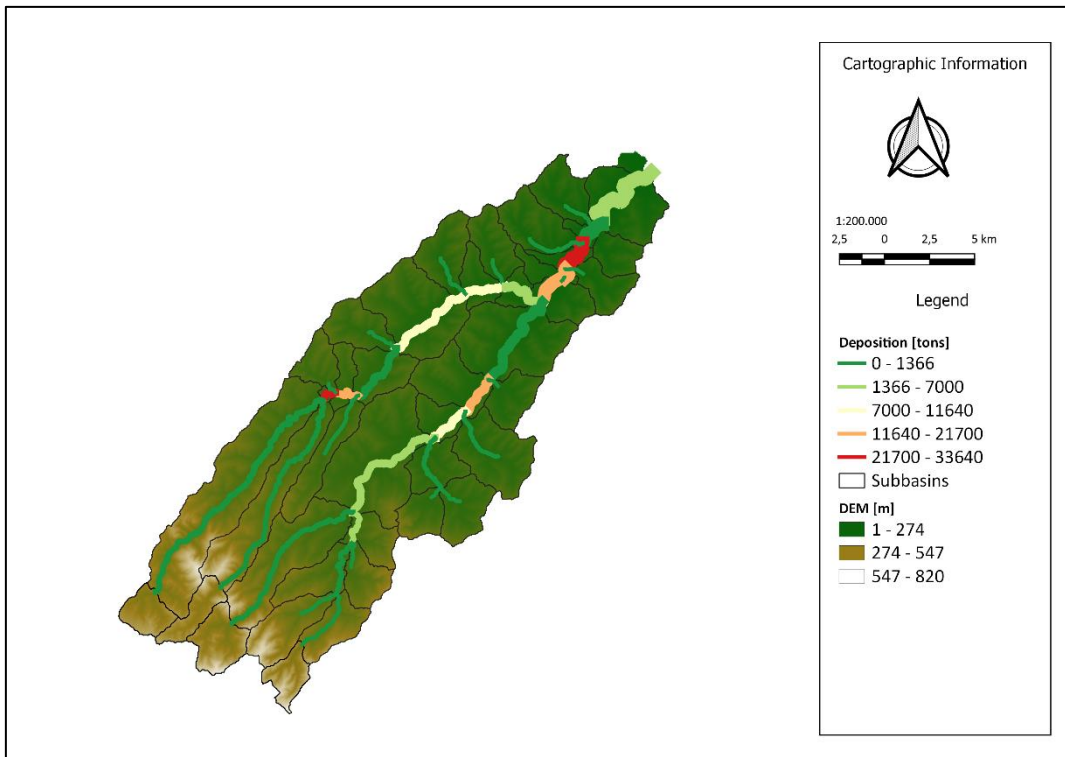 Cartographic Information
1:200.000
2,5 0 2,5 5 km
Legend
Deposition [tons]
0 - 1366
1366 - 7000
7000 - 11640
11640 - 21700
21700 - 33640
Subbasins
DEM [m]
1 - 274
274 - 547
547 - 820